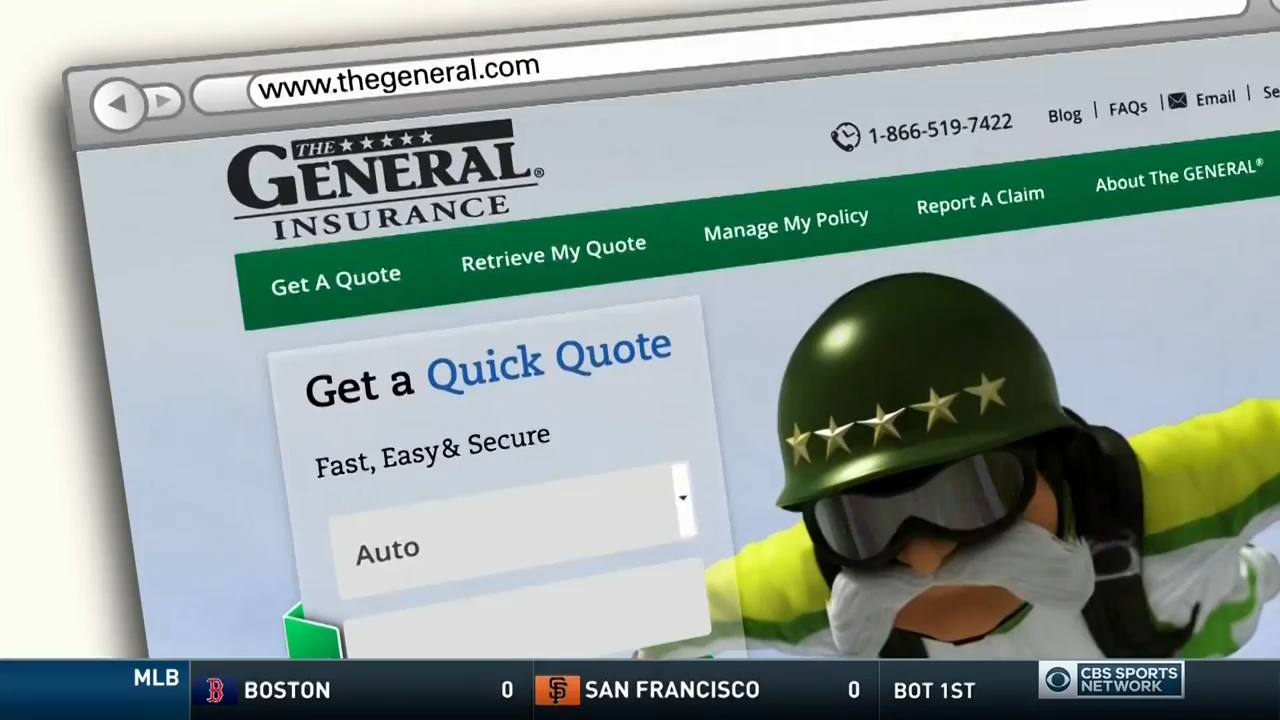 www.thegeneral.com
THE
GENERAL®
INSURANCE
1-866-519-7422 Blog | FAQs | Email | Se
Get A Quote Retrieve My Quote Manage My Policy Report A Claim About The GENERAL®
Get a Quick Quote
Fast, Easy& Secure
Auto
MLB B BOSTON 0 SF SAN FRANCISCO 0 BOT 1ST CBS SPORTS
NETWORK